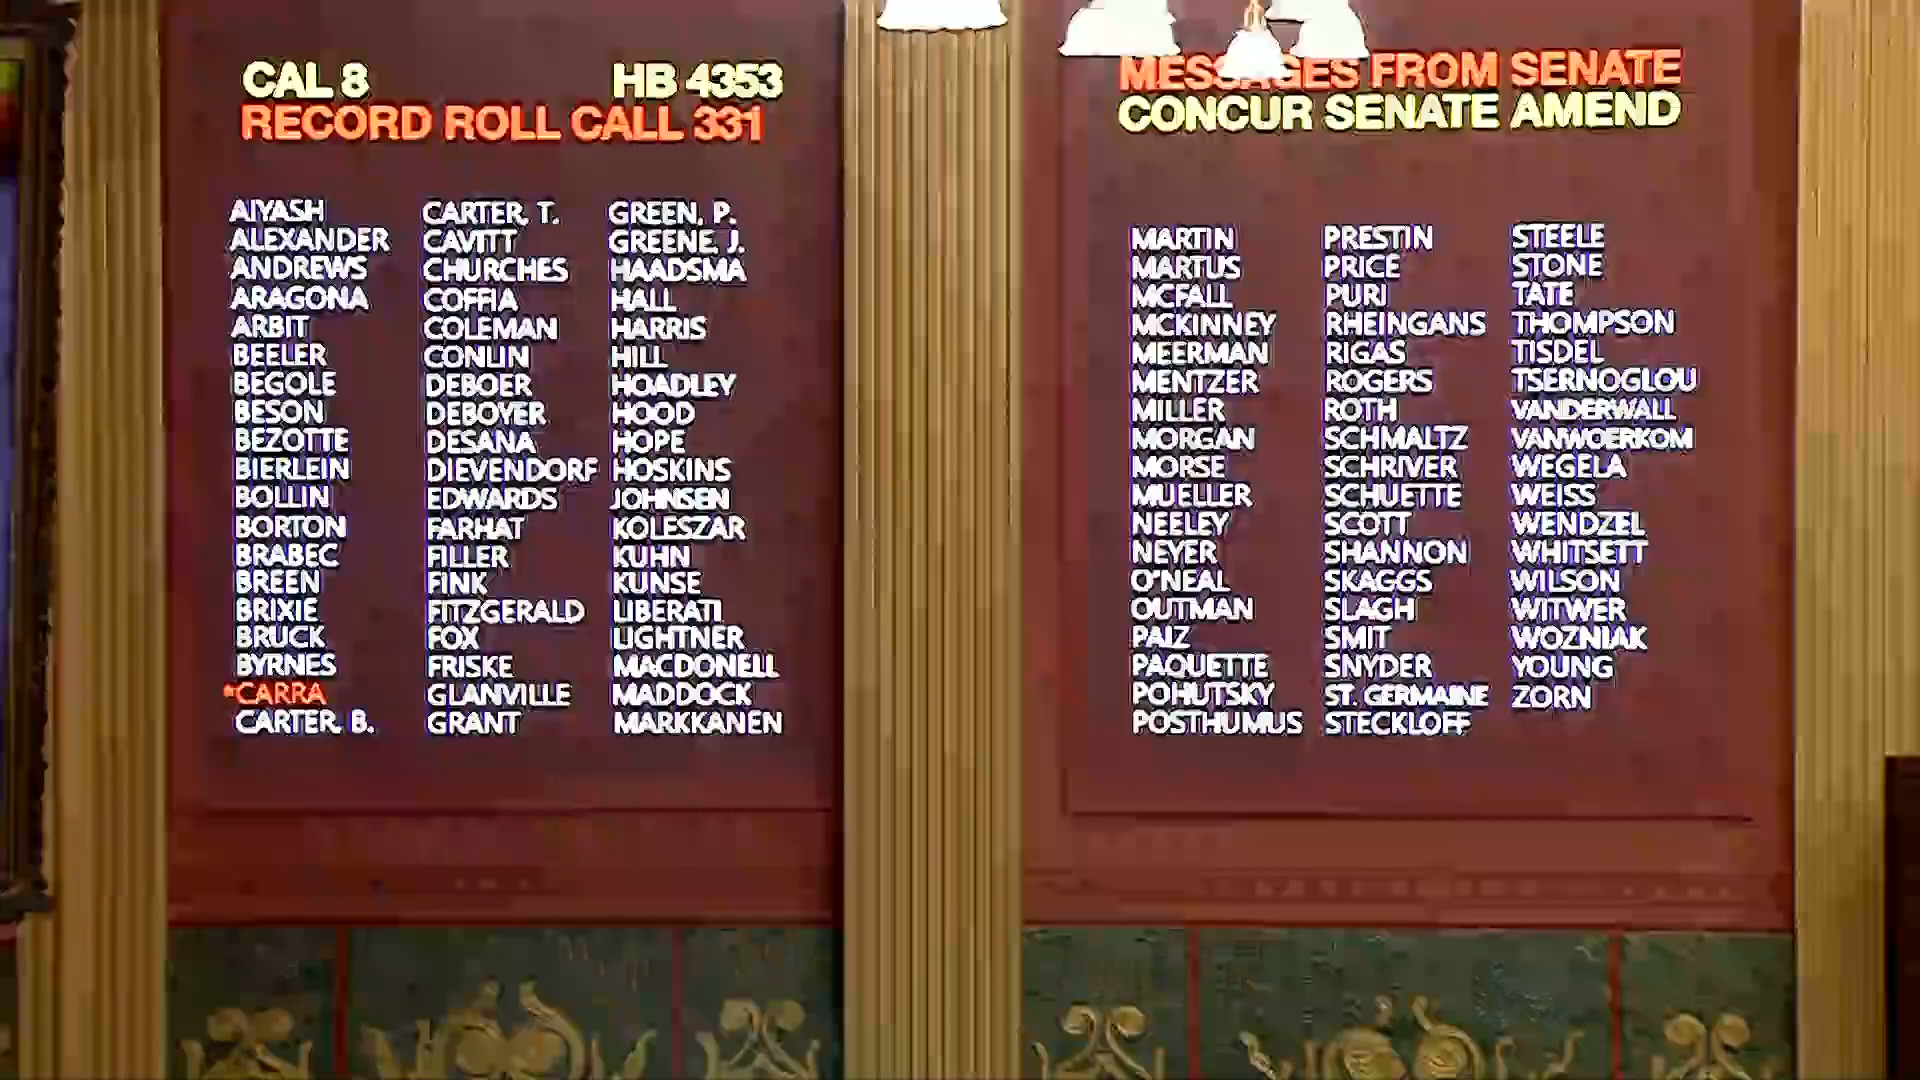 CAL 8 HB 4353
RECORD ROLL CALL 331
AIYASH
ALEXANDER
ANDREWS
ARAGONA
ARBIT
BEELER
BEGOLE
BESON
BEZOTTE
BIERLEIN
BOLLIN
BORTON
BRABEC
BREEN
BRIXIE
BRUCK
BYRNES
*CARRA
CARTER, B.
CARTER, T.
CAVITT
CHURCHES
COFFIA
COLEMAN
CONLIN
DEBOER
DEBOYER
DESANA
DIEVENDORF
EDWARDS
FARHAT
FILLER
FINK
FITZGERALD
FOX
FRISKE
GLANVILLE
GRANT
GREEN, P.
GREENE, J.
HAADSMA
HALL
HARRIS
HILL
HOADLEY
HOOD
HOPE
HOSKINS
JOHNSEN
KOLESZAR
KUHN
KUNSE
LIBERATI
LIGHTNER
MACDONELL
MADDOCK
MARKKANEN
MESSAGES FROM SENATE
CONCUR SENATE AMEND
MARTIN
MARTUS
MCFALL
MCKINNEY
MEERMAN
MENTZER
MILLER
MORGAN
MORSE
MUELLER
NEELEY
NEYER
O'NEAL
OUTMAN
PAIZ
PAQUETTE
POHUTSKY
POSTHUMUS
PRESTIN
PRICE
PURI
RHEINGANS
RIGAS
ROGERS
ROTH
SCHMALTZ
SCHRIVER
SCHUETTE
SCOTT
SHANNON
SKAGGS
SLAGH
SMIT
SNYDER
ST. GERMAINE
STECKLOFF
STEELE
STONE
TATE
THOMPSON
TISDEL
TSERNOGLOU
VANDERWALL
VANWOERKOM
WEGELA
WEISS
WENDZEL
WHITSETT
WILSON
WITWER
WOZNIAK
YOUNG
ZORN